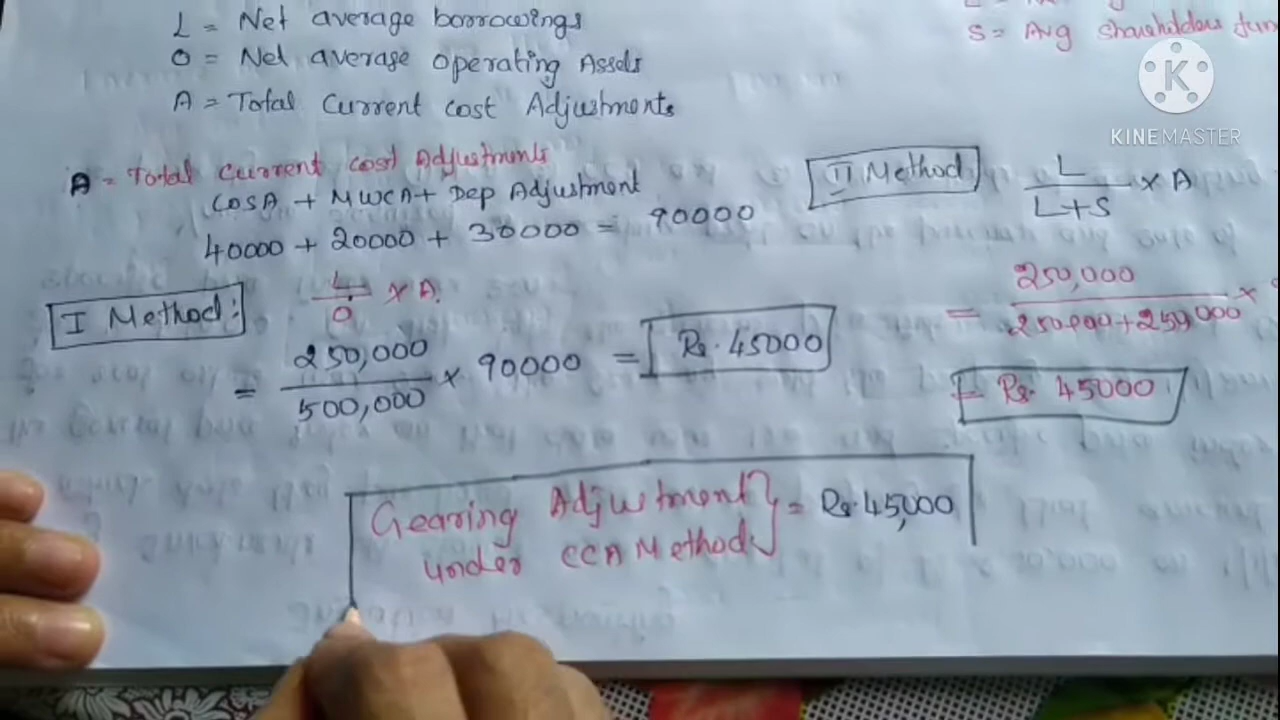 L = Net average borrowings
O = Net average operating Assets
A = Total Current cost Adjustments
S = Avg shareholders fun
KINEMASTER
A = Total Current cost Adjustments
COSA + MWCA + Dep Adjustment
40000 + 20000 + 30000 = 90000
II Method
L / L+S × A
I Method:
L / O × A.
= 250,000 / 500,000 × 90000 = Rs. 45000
= 250,000 / 250,000+250,000 ×
= Rs. 45000
Gearing Adjustment
under CCA Method } = Rs. 45,000